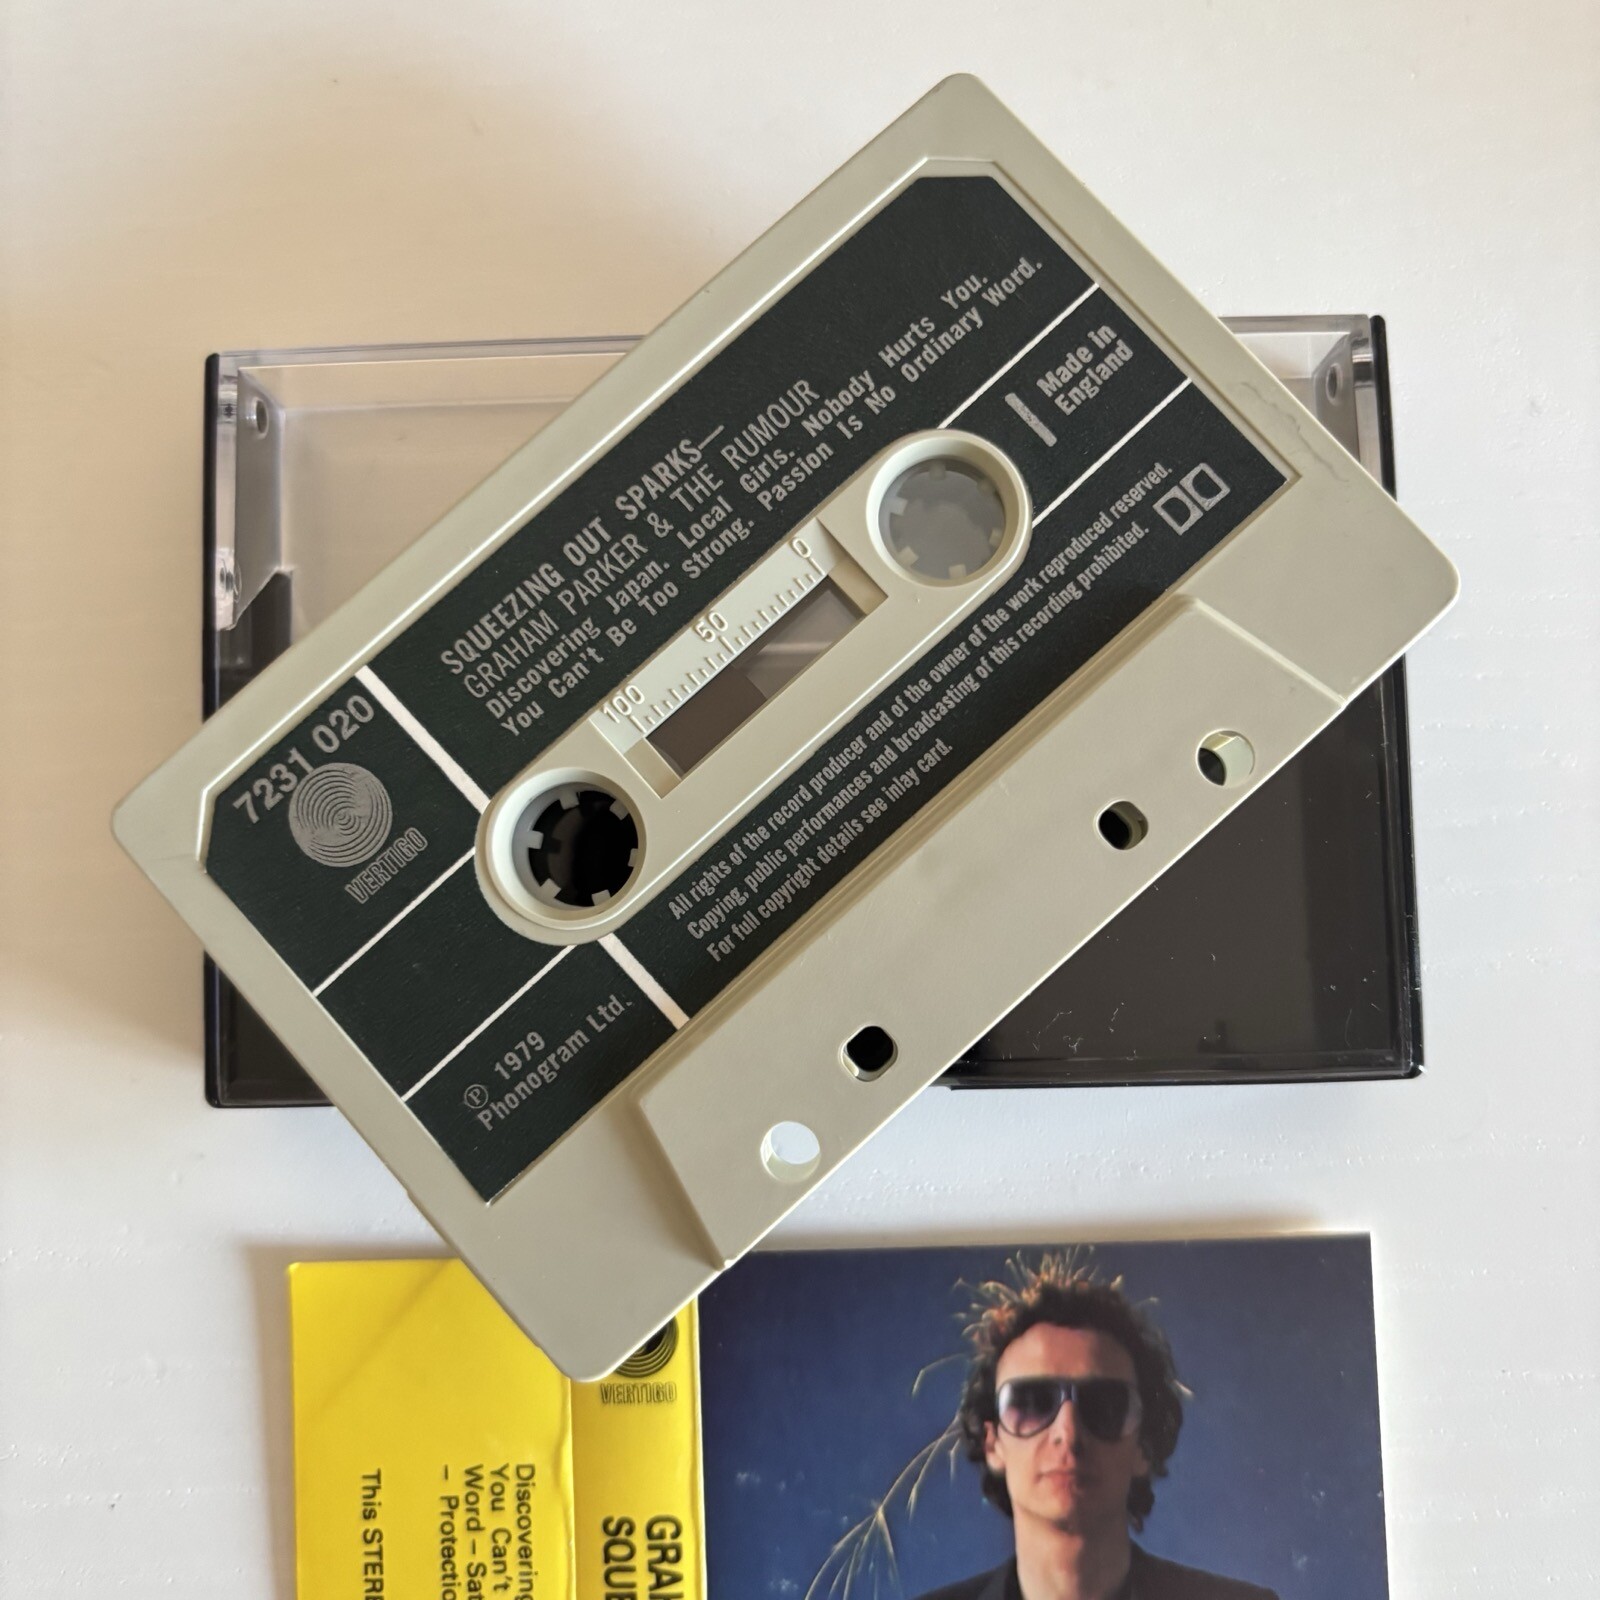 SQUEEZING OUT SPARKS—
GRAHAM PARKER & THE RUMOUR
Discovering Japan. Local Girls. Nobody Hurts You.
You Can't Be Too Strong. Passion Is No Ordinary Word.
7231 020
VERTIGO
100 50 0
Made in
England
All rights of the record producer and of the owner of the work reproduced reserved.
Copying, public performances and broadcasting of this recording prohibited.
For full copyright details see inlay card.
Ⓟ 1979
Phonogram Ltd.
VERTIGO
GRA
SQUE
Discovering
You Can't
Word – Sat
– Protectio
This STERE